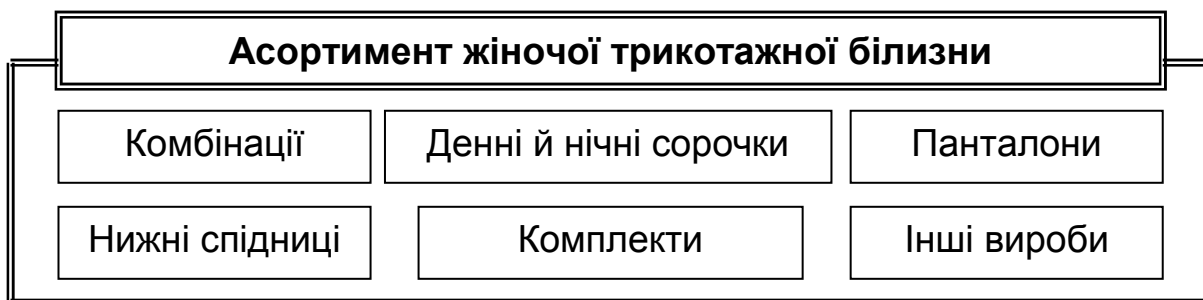 Асортимент жіночої трикотажної білизни
Комбінації
Денні й нічні сорочки
Панталони
Нижні спідниці
Комплекти
Інші вироби